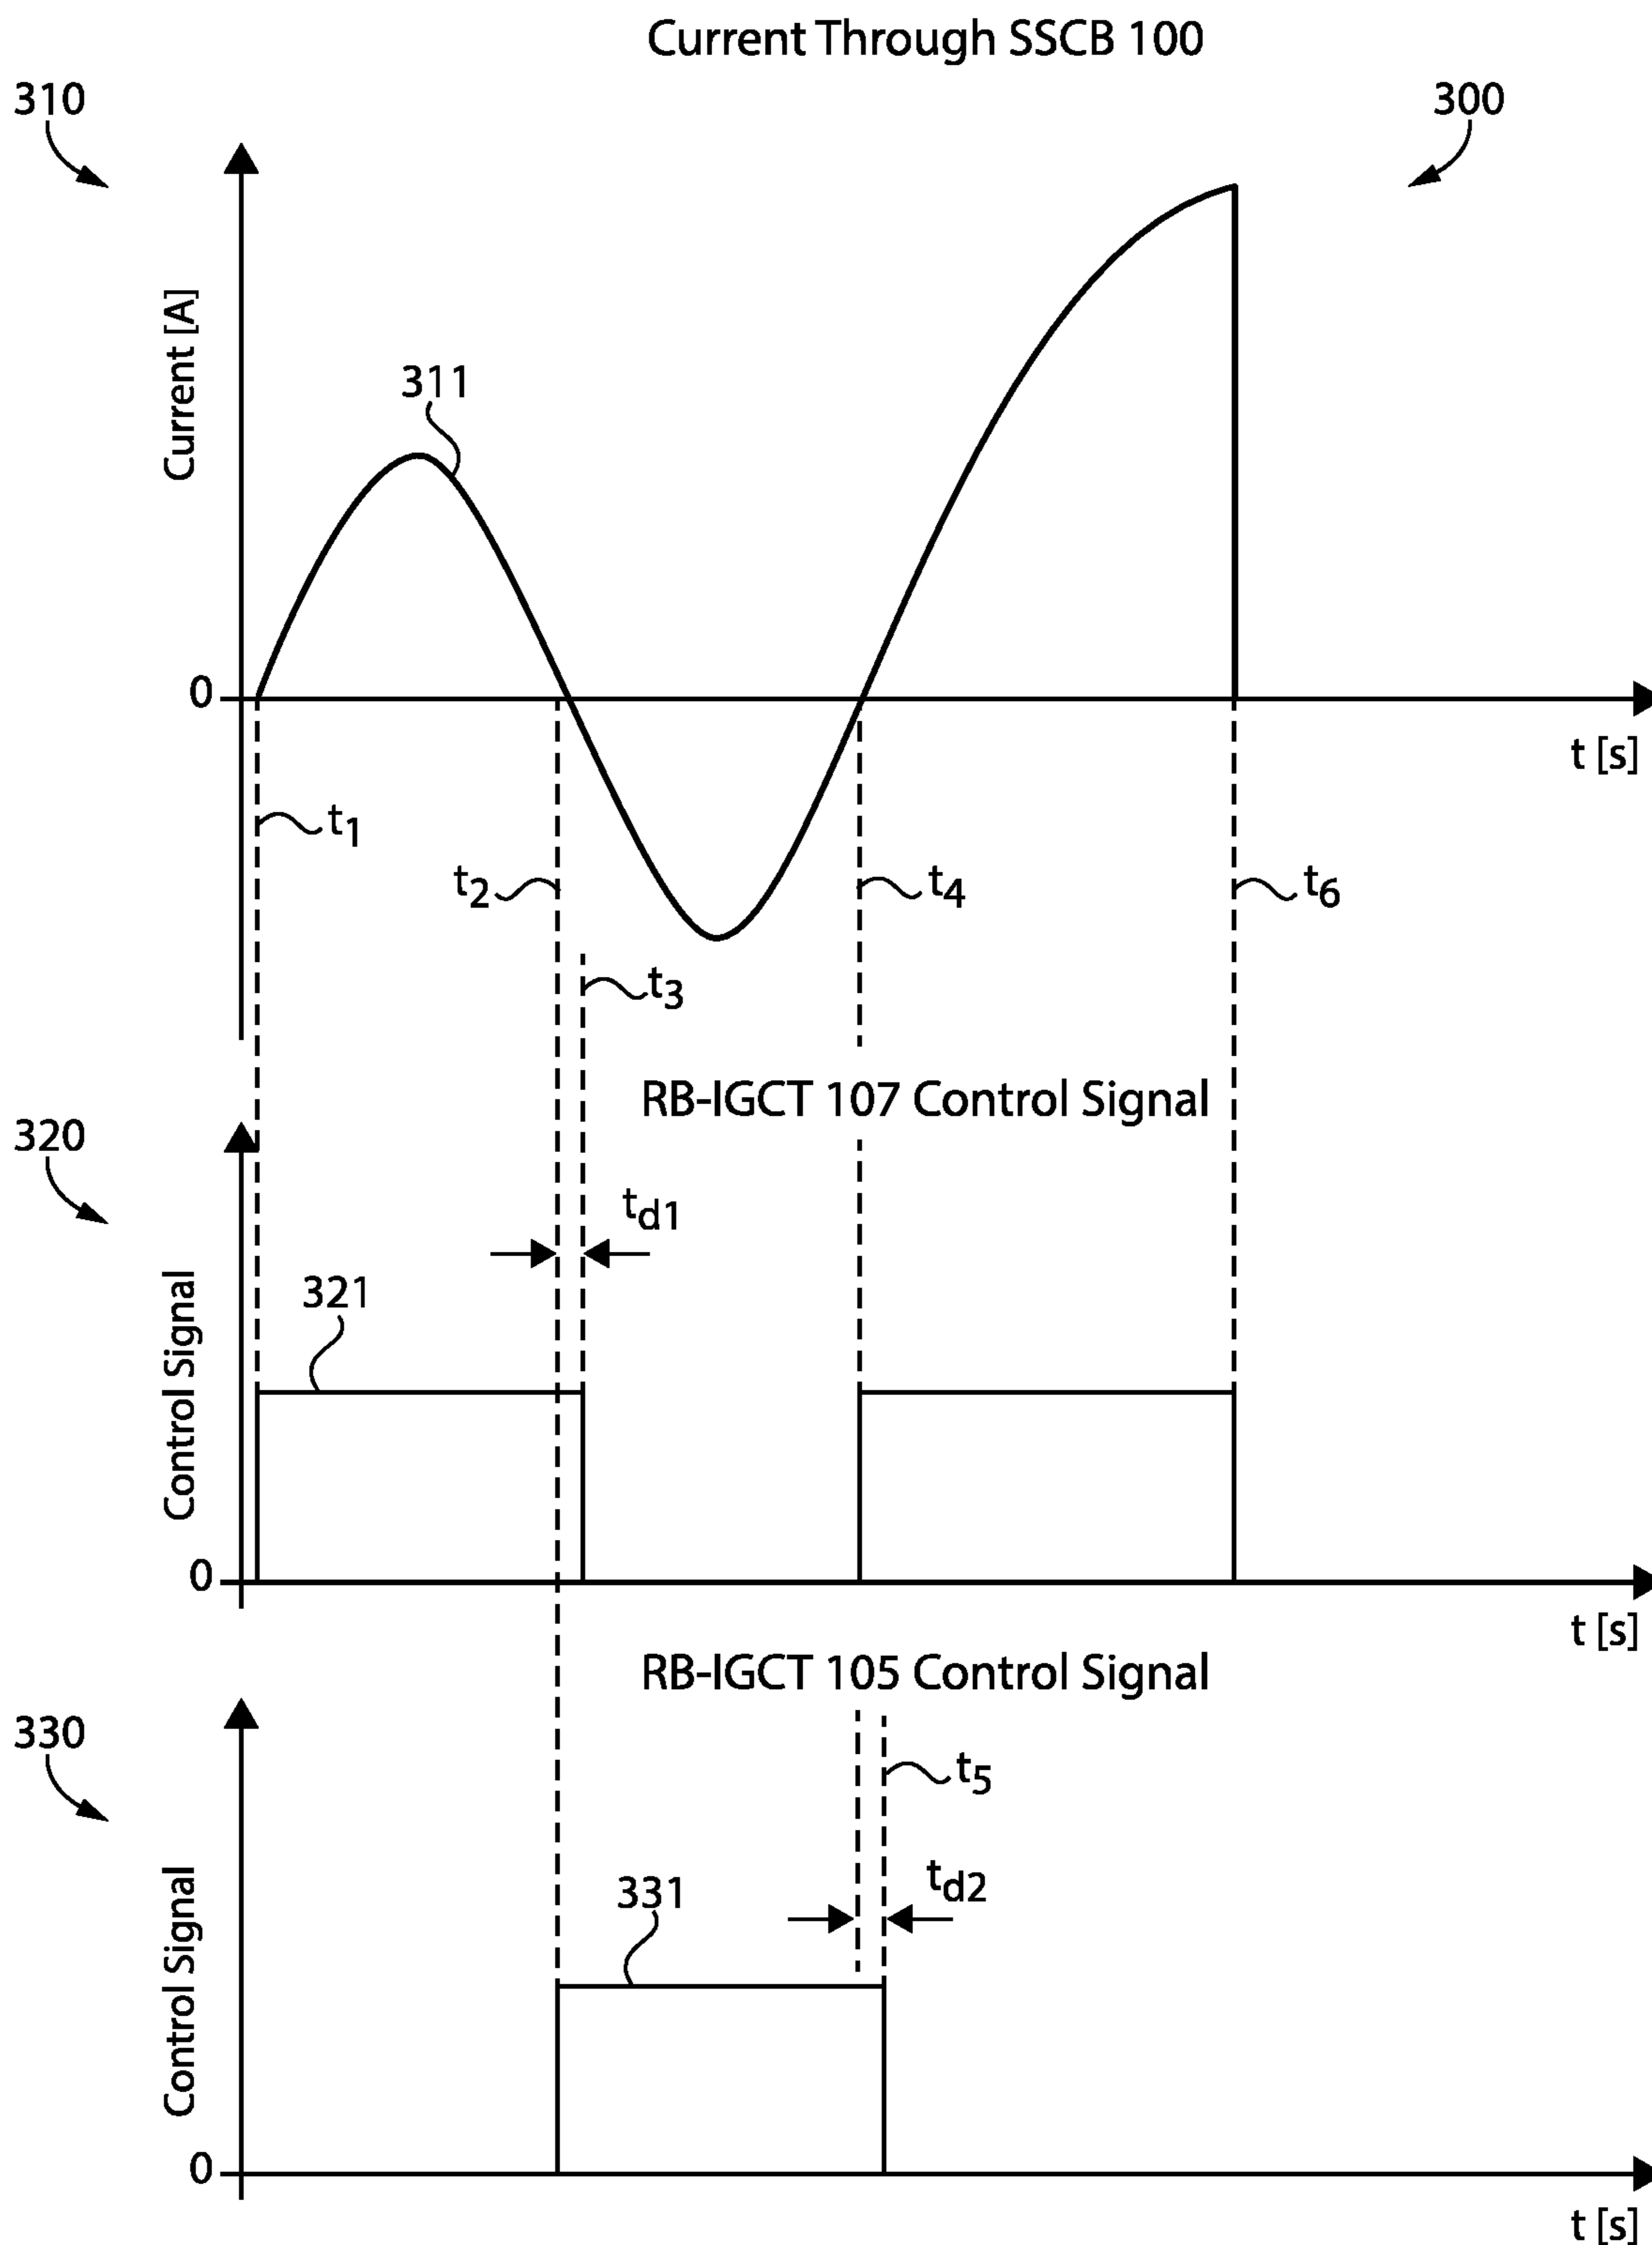 Current Through SSCB 100
310
300
Current [A]
311
0
t [s]
t1
t2
t4
t6
t3
RB-IGCT 107 Control Signal
320
td1
Control Signal
321
0
t [s]
RB-IGCT 105 Control Signal
330
t5
Control Signal
331
td2
0
t [s]